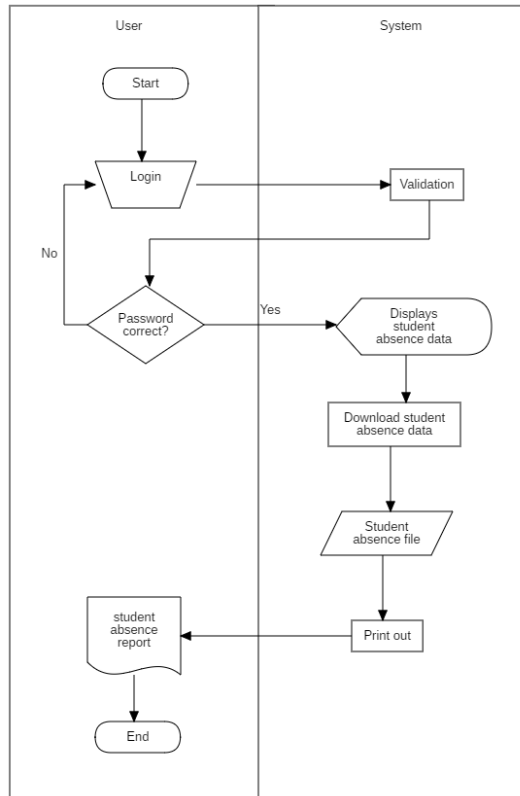 User
System
Start
Login
Validation
No
Password
correct?
Yes
Displays
student
absence data
Download student
absence data
Student
absence file
student
absence
report
Print out
End